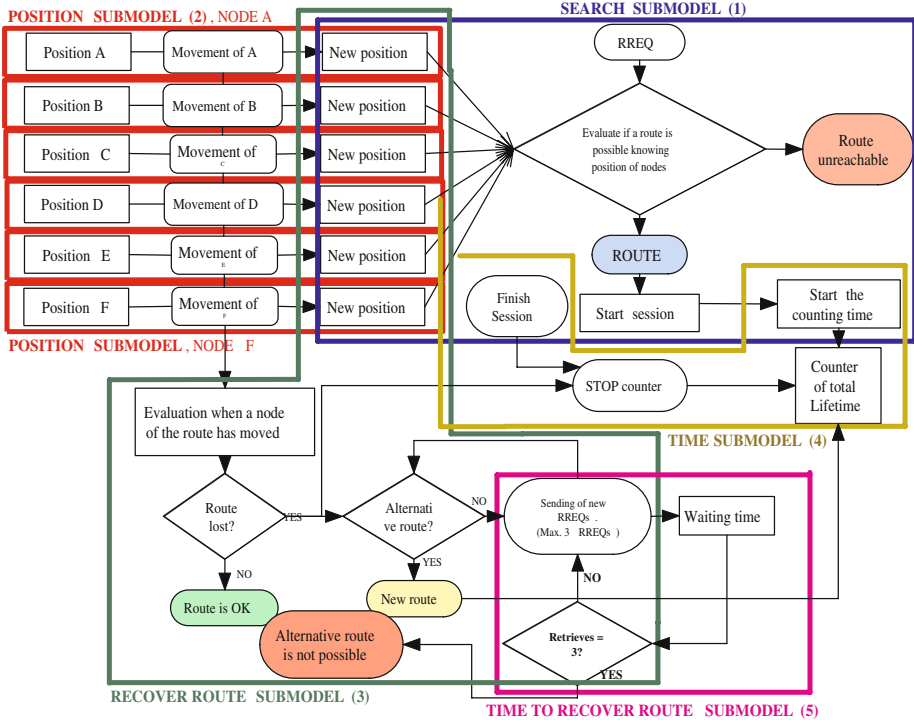 POSITION SUBMODEL (2) , NODE A
SEARCH SUBMODEL (1)
Position A
Movement of A
New position
Position B
Movement of B
New position
Position C
Movement of
C
New position
Position D
Movement of D
New position
Position E
Movement of
E
New position
Position F
Movement of
F
New position
POSITION SUBMODEL , NODE F
RREQ
Evaluate if a route is
possible knowing
position of nodes
Route
unreachable
ROUTE
Finish
Session
Start session
Start the
counting time
STOP counter
Counter
of total
Lifetime
TIME SUBMODEL (4)
Evaluation when a node
of the route has moved
Route
lost?
YES
NO
Alternati
ve route?
NO
YES
Sending of new
RREQs .
(Max. 3 RREQs )
Waiting time
Route is OK
New route
NO
Alternative route
is not possible
Retrieves =
3?
YES
RECOVER ROUTE SUBMODEL (3)
TIME TO RECOVER ROUTE SUBMODEL (5)